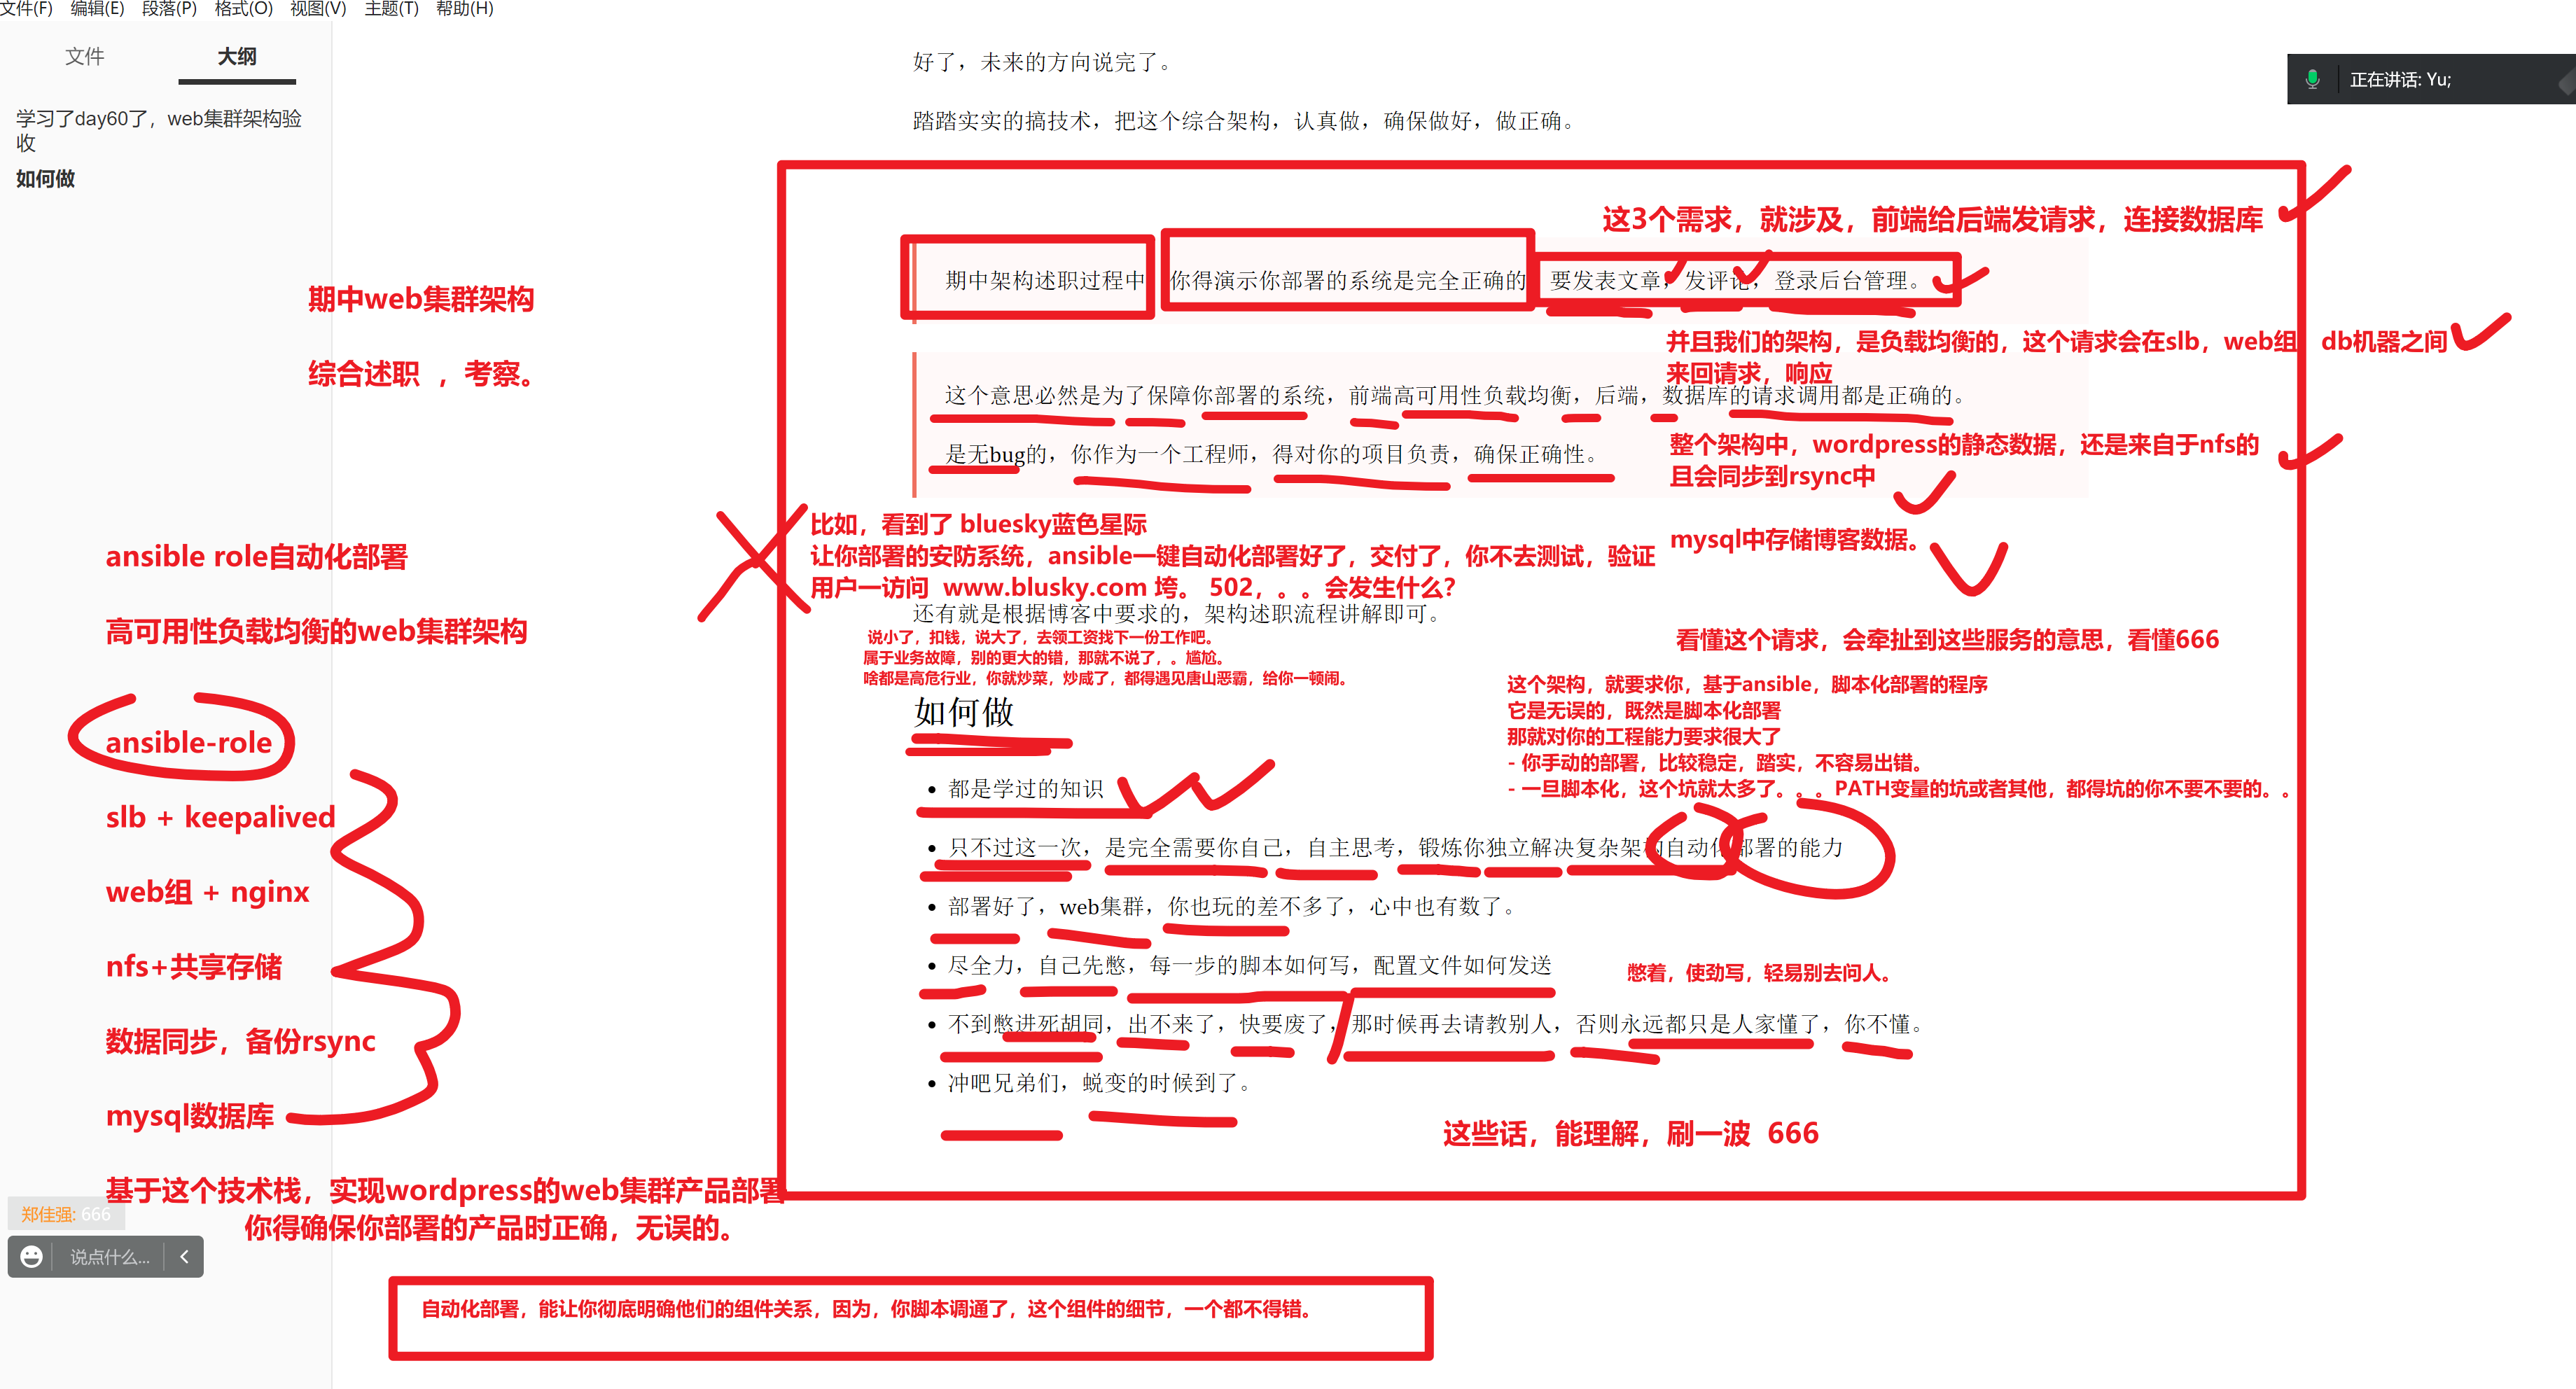 文件(F) 编辑(E) 段落(P) 格式(O) 视图(V) 主题(T) 帮助(H)
文件 大纲
学习了day60了，web集群架构验
收
如何做
正在讲话: Yu;
好了，未来的方向说完了。
踏踏实实的搞技术，把这个综合架构，认真做，确保做好，做正确。
这3个需求，就涉及，前端给后端发请求，连接数据库
期中架构述职过程中 你得演示你部署的系统是完全正确的 要发表文章，发评论，登录后台管理。
并且我们的架构，是负载均衡的，这个请求会在slb，web组 db机器之间
来回请求，响应
这个意思必然是为了保障你部署的系统，前端高可用性负载均衡，后端，数据库的请求调用都是正确的。
是无bug的，你作为一个工程师，得对你的项目负责，确保正确性。
整个架构中，wordpress的静态数据，还是来自于nfs的
且会同步到rsync中
mysql中存储博客数据。
比如，看到了 bluesky蓝色星际
让你部署的安防系统，ansible一键自动化部署好了，交付了，你不去测试，验证
用户一访问 www.blusky.com 垮。 502，。。会发生什么？
还有就是根据博客中要求的，架构述职流程讲解即可。
说小了，扣钱，说大了，去领工资找下一份工作吧。
属于业务故障，别的更大的错，那就不说了，。尴尬。
啥都是高危行业，你就炒菜，炒咸了，都得遇见唐山恶霸，给你一顿闹。
看懂这个请求，会牵扯到这些服务的意思，看懂666
这个架构，就要求你，基于ansible，脚本化部署的程序
它是无误的，既然是脚本化部署
那就对你的工程能力要求很大了
- 你手动的部署，比较稳定，踏实，不容易出错。
- 一旦脚本化，这个坑就太多了。。。PATH变量的坑或者其他，都得坑的你不要不要的。。
如何做
• 都是学过的知识
• 只不过这一次，是完全需要你自己，自主思考，锻炼你独立解决复杂架构自动化部署的能力
• 部署好了，web集群，你也玩的差不多了，心中也有数了。
• 尽全力，自己先憋，每一步的脚本如何写，配置文件如何发送
憋着，使劲写，轻易别去问人。
• 不到憋进死胡同，出不来了，快要废了，那时候再去请教别人，否则永远都只是人家懂了，你不懂。
• 冲吧兄弟们，蜕变的时候到了。
这些话，能理解，刷一波 666
期中web集群架构
综合述职 ，考察。
ansible role自动化部署
高可用性负载均衡的web集群架构
ansible-role
slb + keepalived
web组 + nginx
nfs+共享存储
数据同步，备份rsync
mysql数据库
基于这个技术栈，实现wordpress的web集群产品部署
你得确保你部署的产品时正确，无误的。
郑佳强: 666
说点什么...
自动化部署，能让你彻底明确他们的组件关系，因为，你脚本调通了，这个组件的细节，一个都不得错。